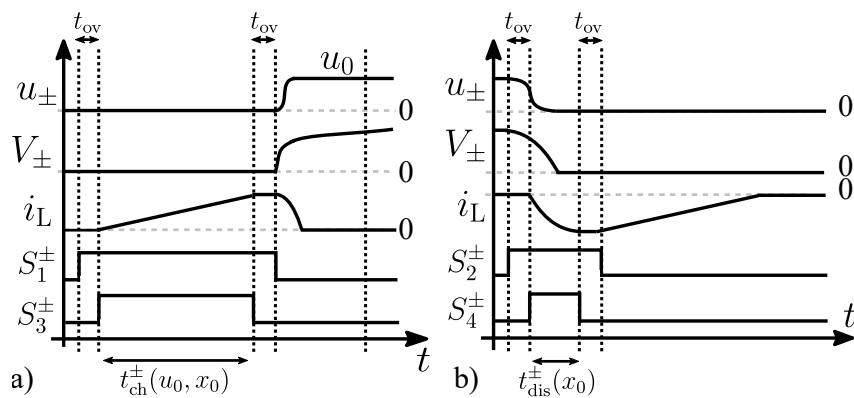 t_ov t_ov
u_± u_0 0
V_± 0
i_L 0
S_1^±
S_3^±
t
a) t_ch^±(u_0, x_0)
t_ov t_ov
u_± 0
V_± 0
0
i_L
S_2^±
S_4^±
t
b) t_dis^±(x_0)